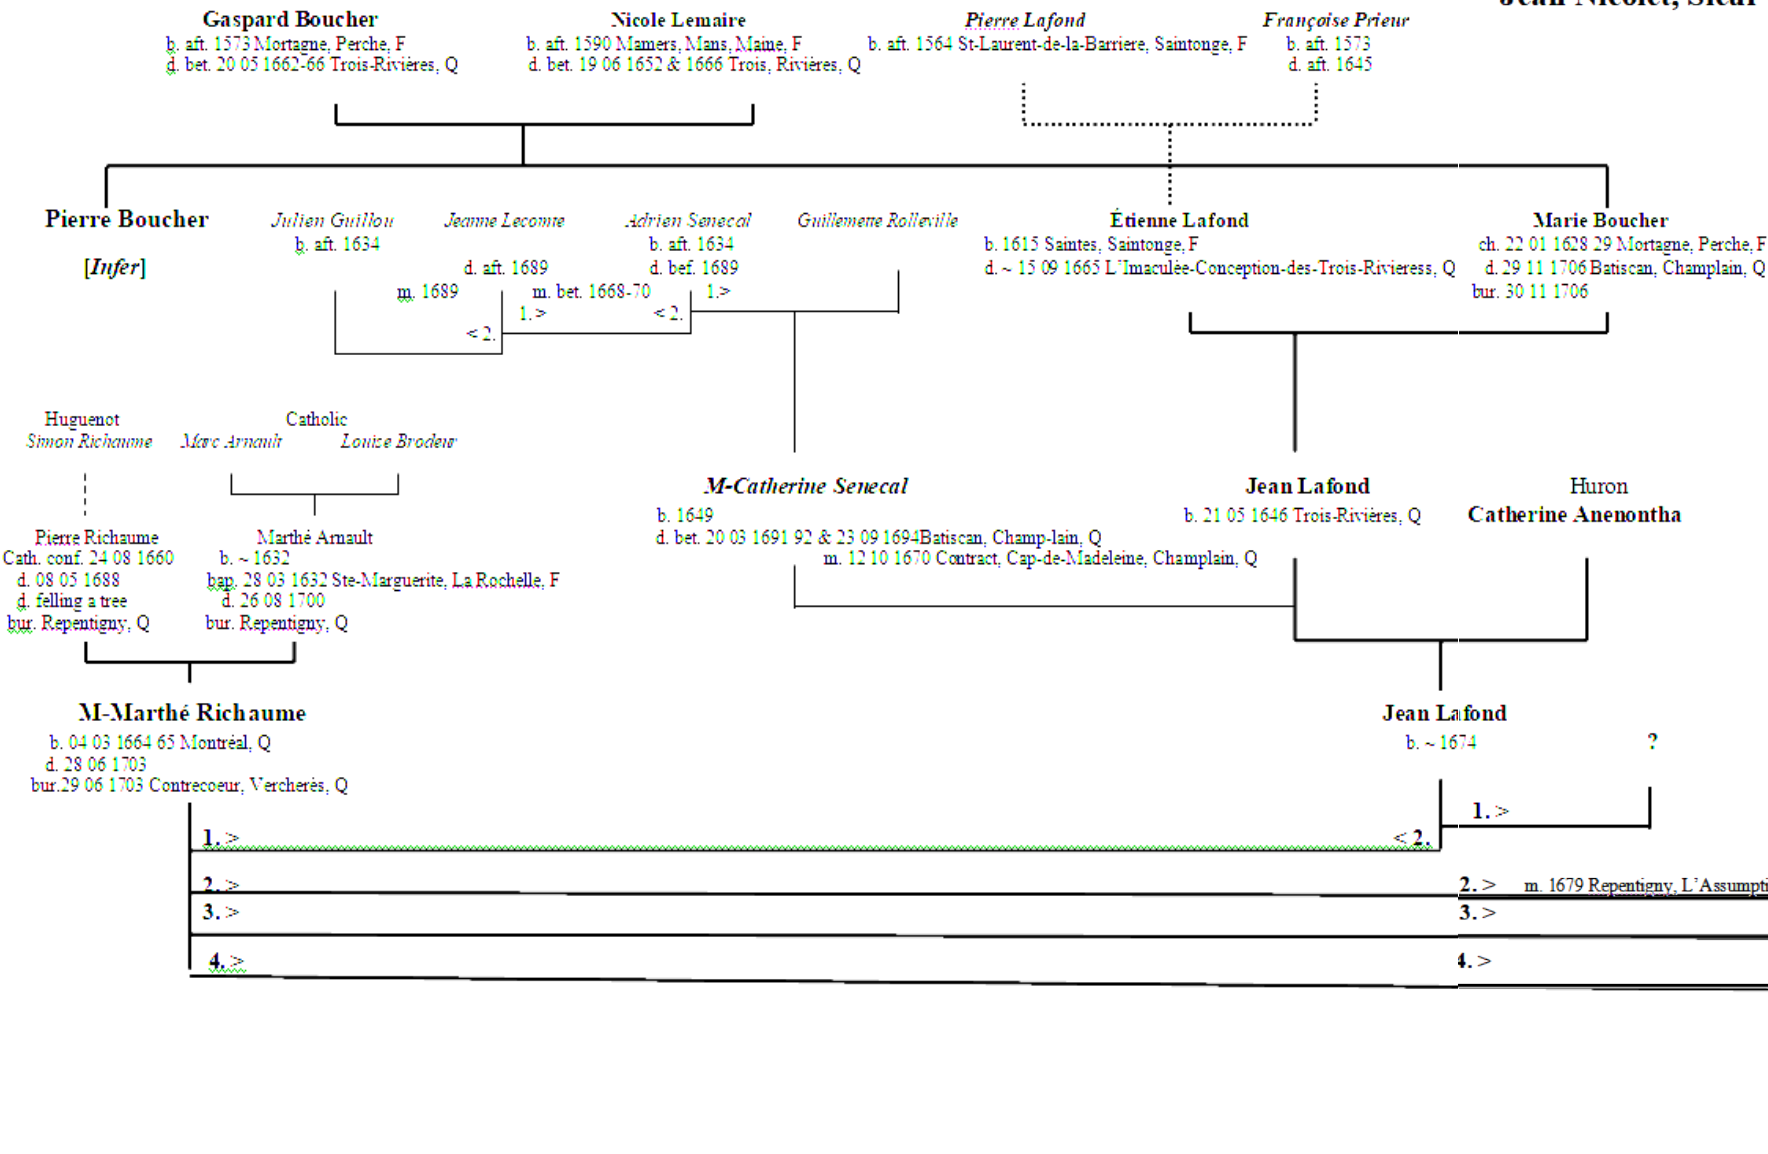 Jean Nicolet, Sieur
Gaspard Boucher
b. aft. 1573 Mortagne, Perche, F
d. bet. 20 05 1662-66 Trois-Rivières, Q
Nicole Lemaire
b. aft. 1590 Mamers, Mans, Maine, F
d. bet. 19 06 1652 & 1666 Trois, Rivières, Q
Pierre Lafond
b. aft. 1564 St-Laurent-de-la-Barriere, Saintonge, F
Françoise Prieur
b. aft. 1573
d. aft. 1645
Pierre Boucher
[Infer]
Julien Guillou
b. aft. 1634
Jeanne Lecomte
d. aft. 1689
Adrien Senecal
b. aft. 1634
d. bef. 1689
Guillemette Rolleville
m. 1689
m. bet. 1668-70
1.>
1.>
< 2.
< 2.
Étienne Lafond
b. 1615 Saintes, Saintonge, F
d. ~ 15 09 1665 L'Imaculée-Conception-des-Trois-Rivieress, Q
Marie Boucher
ch. 22 01 1628 29 Mortagne, Perche, F
d. 29 11 1706 Batiscan, Champlain, Q
bur. 30 11 1706
Huguenot
Simon Richaume
Catholic
Marc Arnault
Louize Brodeur
M-Catherine Senecal
b. 1649
d. bet. 20 03 1691 92 & 23 09 1694Batiscan, Champ-lain, Q
m. 12 10 1670 Contract, Cap-de-Madeleine, Champlain, Q
Jean Lafond
b. 21 05 1646 Trois-Rivières, Q
Huron
Catherine Anenontha
Pierre Richaume
Cath. conf. 24 08 1660
d. 08 05 1688
d. felling a tree
bur. Repentigny, Q
Marthé Arnault
b. ~ 1632
bap. 28 03 1632 Ste-Marguerite, La Rochelle, F
d. 26 08 1700
bur. Repentigny, Q
M-Marthé Richaume
b. 04 03 1664 65 Montréal, Q
d. 28 06 1703
bur.29 06 1703 Contrecoeur, Vercherès, Q
Jean Lafond
b. ~ 1674
?
1. >
1. >
< 2.
2. >
2. >
m. 1679 Repentigny, L'Assompti
3. >
3. >
4. >
4. >